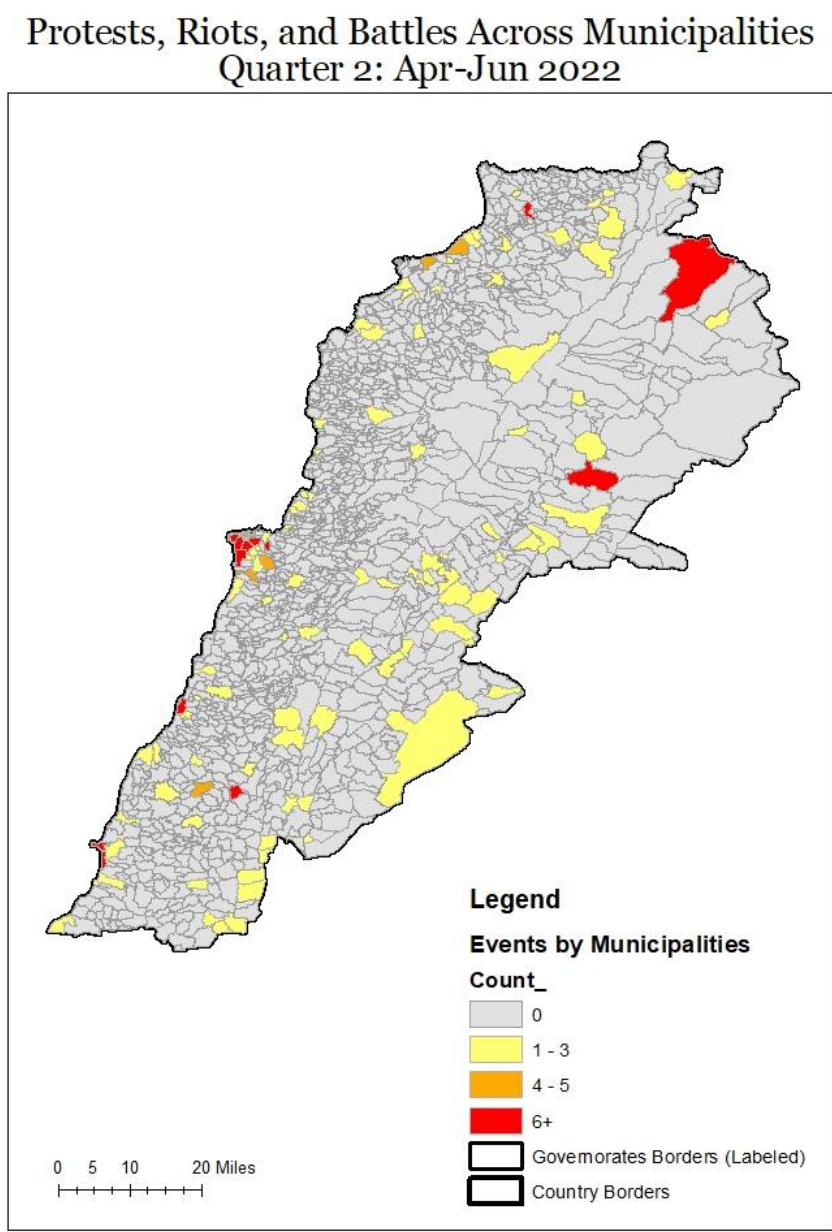 Protests, Riots, and Battles Across Municipalities
Quarter 2: Apr-Jun 2022
Legend
Events by Municipalities
Count_
0
1 - 3
4 - 5
6+
Governorates Borders (Labeled)
Country Borders
0 5 10 20 Miles